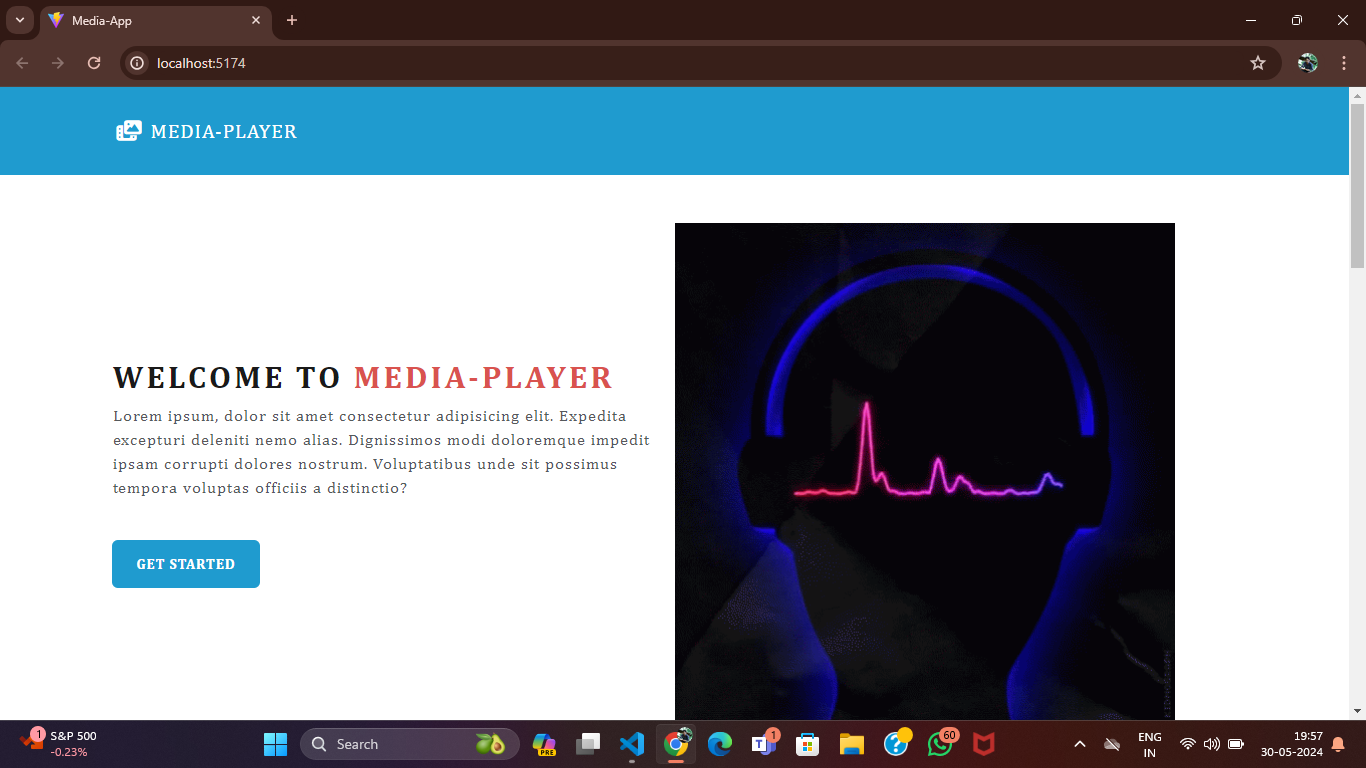 Media-App
localhost:5174
MEDIA-PLAYER
WELCOME TO MEDIA-PLAYER
Lorem ipsum, dolor sit amet consectetur adipisicing elit. Expedita
excepturi deleniti nemo alias. Dignissimos modi doloremque impedit
ipsam corrupti dolores nostrum. Voluptatibus unde sit possimus
tempora voluptas officiis a distinctio?
GET STARTED
1
S&P 500
-0.23%
Search
PRE
1
60
ENG
IN
19:57
30-05-2024